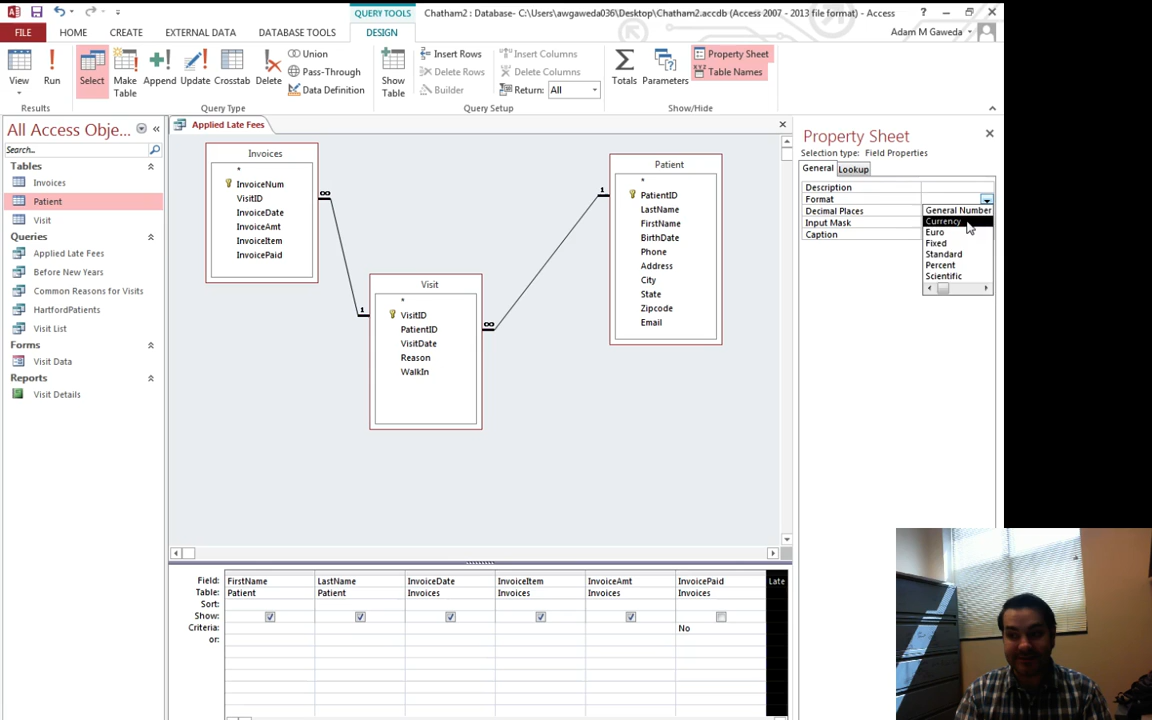 QUERY TOOLS
Chatham2 : Database- C:\Users\awgaweda036\Desktop\Chatham2.accdb (Access 2007 - 2013 file format) - Access
FILE HOME CREATE EXTERNAL DATA DATABASE TOOLS DESIGN Adam M Gaweda
View Run Select Make Table Append Update Crosstab Delete
Union
Pass-Through
Data Definition
Show Table
Insert Rows
Delete Rows
Builder
Insert Columns
Delete Columns
Return: All
Totals Parameters
Property Sheet
Table Names
Results Query Type Query Setup Show/Hide
All Access Obje...
Search...
Tables
Invoices
Patient
Visit
Queries
Applied Late Fees
Before New Years
Common Reasons for Visits
HartfordPatients
Visit List
Forms
Visit Data
Reports
Visit Details
Applied Late Fees
Invoices
*
InvoiceNum
VisitID
InvoiceDate
InvoiceAmt
InvoiceItem
InvoicePaid
∞
1
Visit
*
VisitID
PatientID
VisitDate
Reason
WalkIn
∞
1
Patient
*
PatientID
LastName
FirstName
BirthDate
Phone
Address
City
State
Zipcode
Email
Property Sheet
Selection type: Field Properties
General Lookup
Description
Format
Decimal Places
Input Mask
Caption
General Number
Currency
Euro
Fixed
Standard
Percent
Scientific
Field: FirstName LastName InvoiceDate InvoiceItem InvoiceAmt InvoicePaid Late
Table: Patient Patient Invoices Invoices Invoices Invoices
Sort:
Show:
Criteria: No
or: